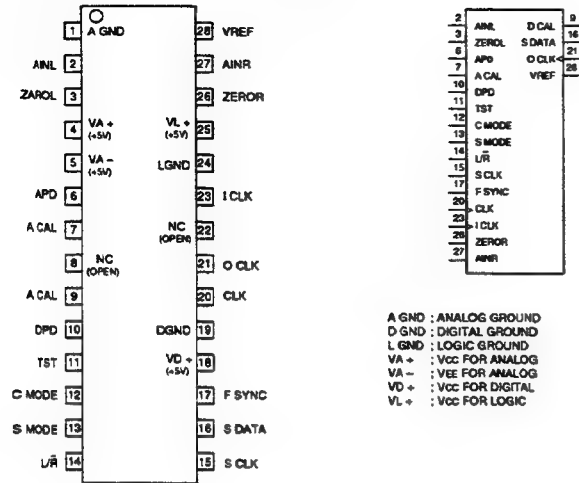 1 A GND VREF 28
AINL 2 27 AINR
ZAROL 3 26 ZEROR
4 VA + (+5V) VL + (+5V) 25
5 VA – (+5V) LGND 24
APD 6 23 I CLK
A CAL 7 NC (OPEN) 22
8 NC (OPEN) 21 O CLK
A CAL 9 20 CLK
DPD 10 DGND 19
TST 11 VD + (+5V) 18
C MODE 12 17 F SYNC
S MODE 13 16 S DATA
L/R̅ 14 15 S CLK
2 AINL D CAL 9
3 ZEROL S DATA 16
6 APD O CLK 21
7 A CAL VREF 28
10 DPD
11 TST
12 C MODE
13 S MODE
14 L/R̅
15 S CLK
17 F SYNC
20 CLK
23 I CLK
26 ZEROR
27 AINR
A GND : ANALOG GROUND
D GND : DIGITAL GROUND
L GND : LOGIC GROUND
VA + : VCC FOR ANALOG
VA – : VEE FOR ANALOG
VD + : VCC FOR DIGITAL
VL + : VCC FOR LOGIC